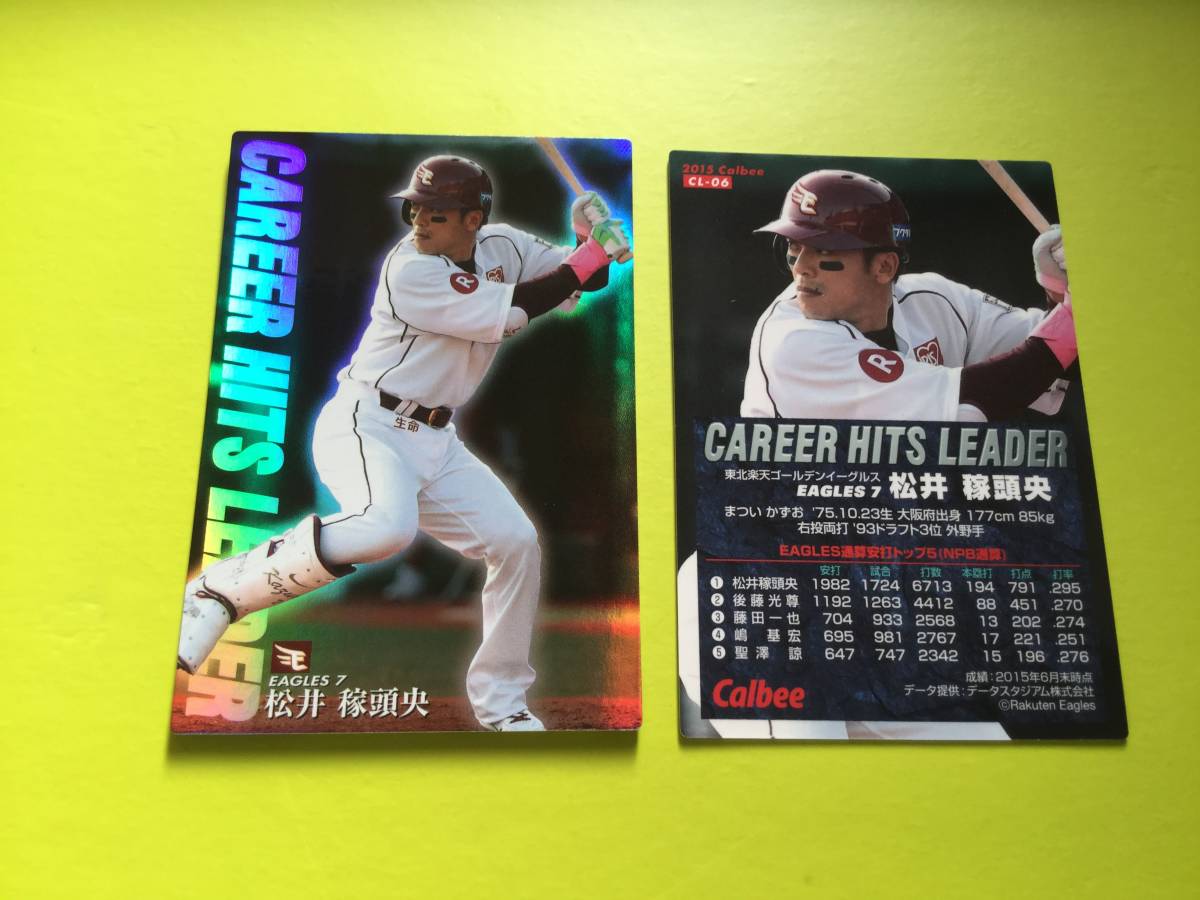 CAREER HITS LEADER
E
R
生命
Kazuo
EAGLES 7
松井 稼頭央
2015 Calbee
CL-06
E
R
CAREER HITS LEADER
東北楽天ゴールデンイーグルス
EAGLES 7 松井 稼頭央
まつい かずお '75.10.23生 大阪府出身 177cm 85kg
右投両打 '93ドラフト3位 外野手
EAGLES通算安打トップ5(NPB通算)
安打 試合 打数 本塁打 打点 打率
① 松井稼頭央 1982 1724 6713 194 791 .295
② 後藤光尊 1192 1263 4412 88 451 .270
③ 藤田一也 704 933 2568 13 202 .274
④ 嶋 基宏 695 981 2767 17 221 .251
⑤ 聖澤 諒 647 747 2342 15 196 .276
成績:2015年6月末時点
Calbee データ提供:データスタジアム株式会社
©Rakuten Eagles